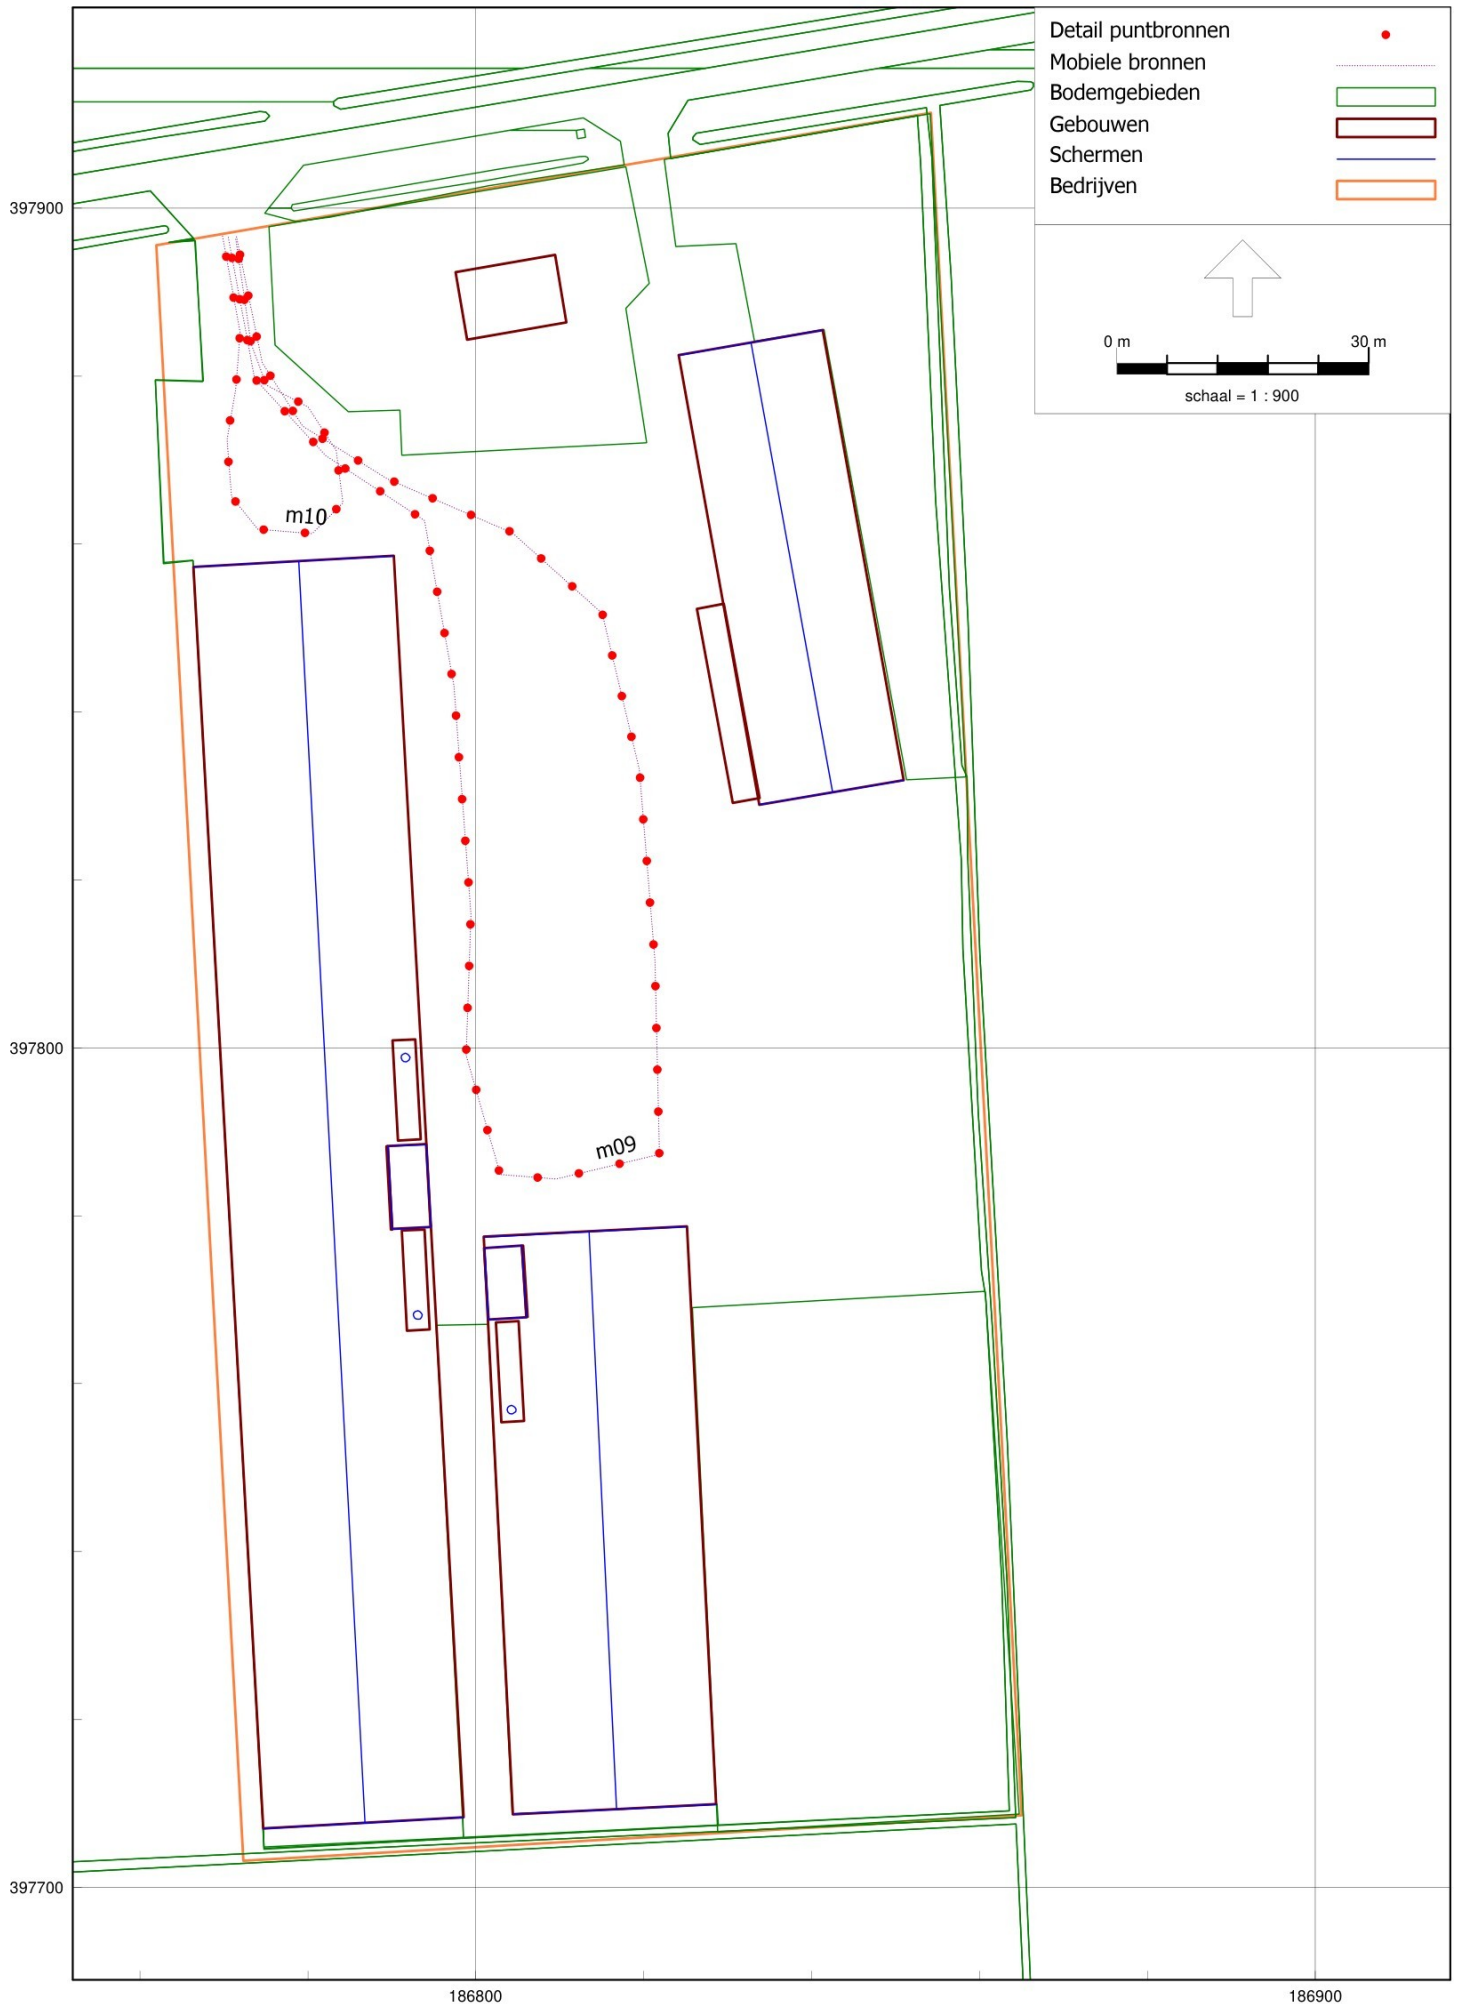 Detail puntbronnen
Mobiele bronnen
Bodemgebieden
Gebouwen
Schermen
Bedrijven
397900
0 m
30 m
schaal = 1 : 900
m10
397800
m09
397700
186800
186900